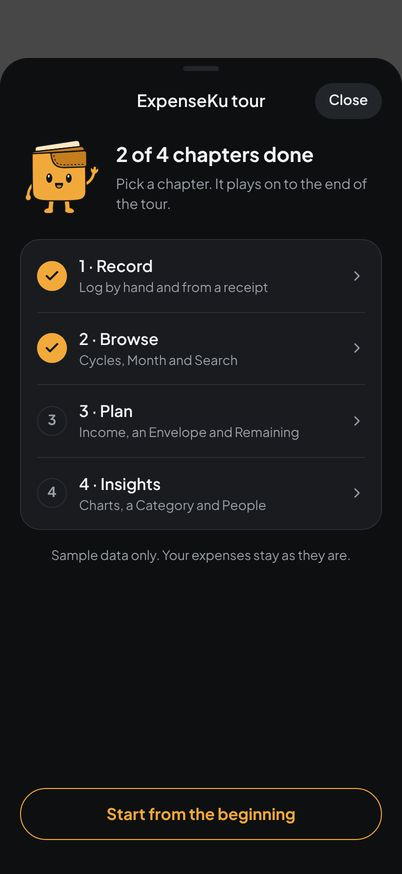 ExpenseKu tour
Close
2 of 4 chapters done
Pick a chapter. It plays on to the end of
the tour.
1 · Record
Log by hand and from a receipt
2 · Browse
Cycles, Month and Search
3
3 · Plan
Income, an Envelope and Remaining
4
4 · Insights
Charts, a Category and People
Sample data only. Your expenses stay as they are.
Start from the beginning